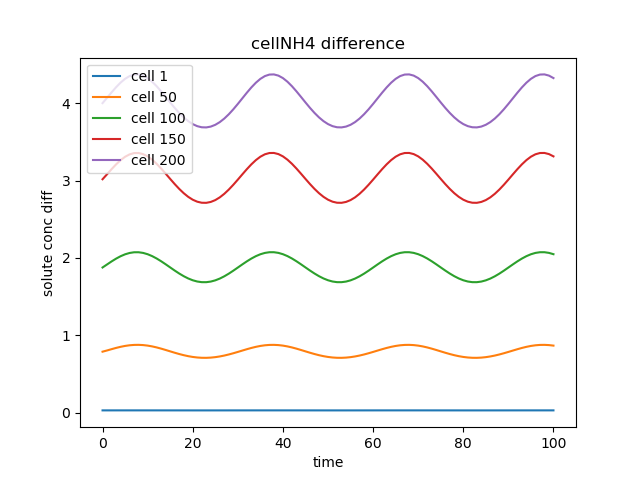 cellNH4 difference
cell 1
cell 50
cell 100
cell 150
cell 200
solute conc diff
4
3
2
1
0
0 20 40 60 80 100
time